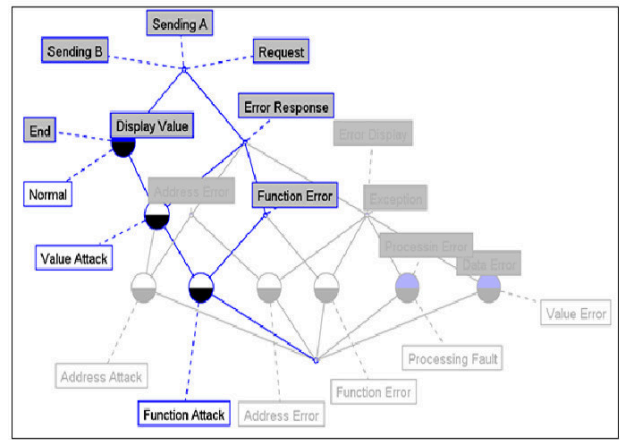 Sending A
Sending B
Request
End
Display Value
Error Response
Error Display
Normal
Address Error
Function Error
Exception
Value Attack
Processin Error
Data Error
Value Error
Address Attack
Processing Fault
Function Attack
Address Error
Function Error